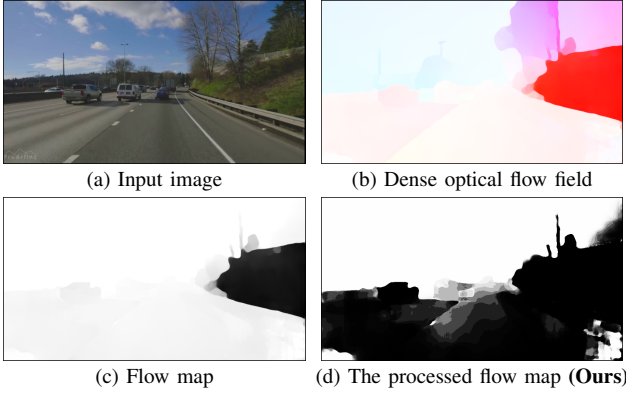 (a) Input image
(b) Dense optical flow field
(c) Flow map
(d) The processed flow map (Ours)